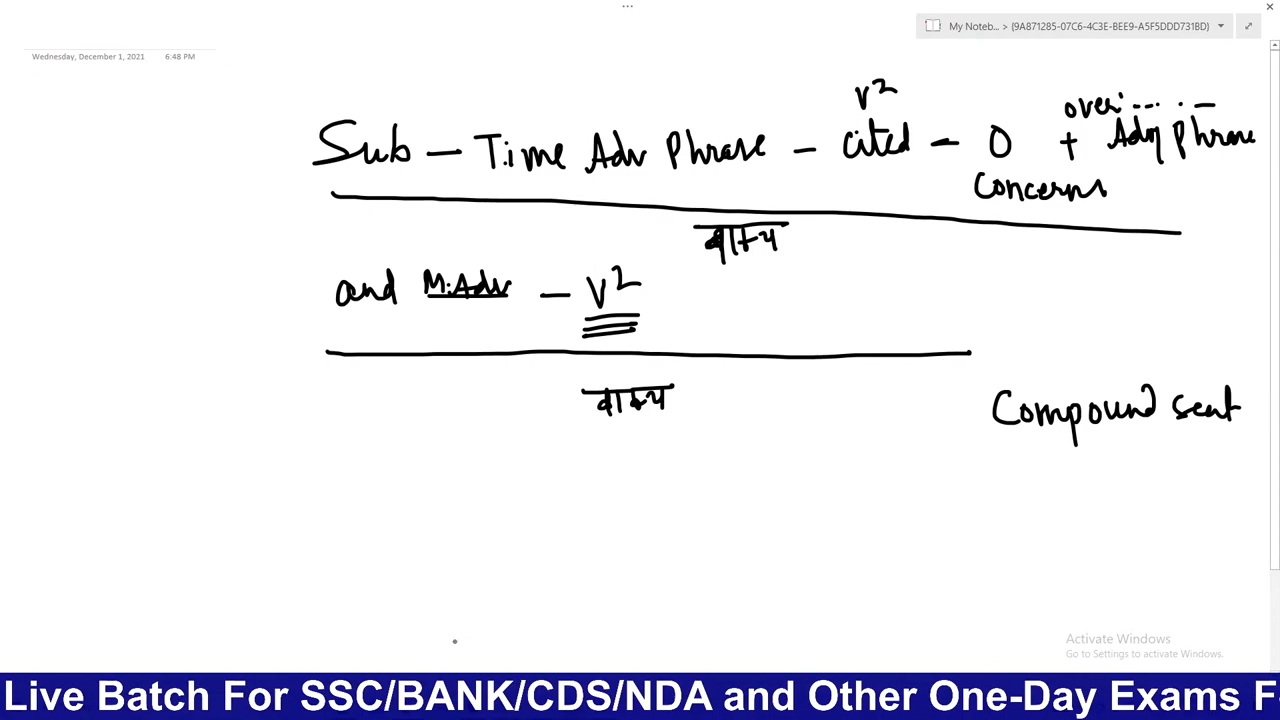 My Noteb... > {9A871285-07C6-4C3E-BEE9-A5F5DDD731BD}
Wednesday, December 1, 2021 6:48 PM
V2
over ... . –
Sub – Time Adv Phrase – cited – O + Adj Phrase
Concerns
वाक्य
and M.Adv – V2
वाक्य
Compound sent
Activate Windows
Go to Settings to activate Windows.
Live Batch For SSC/BANK/CDS/NDA and Other One-Day Exams F